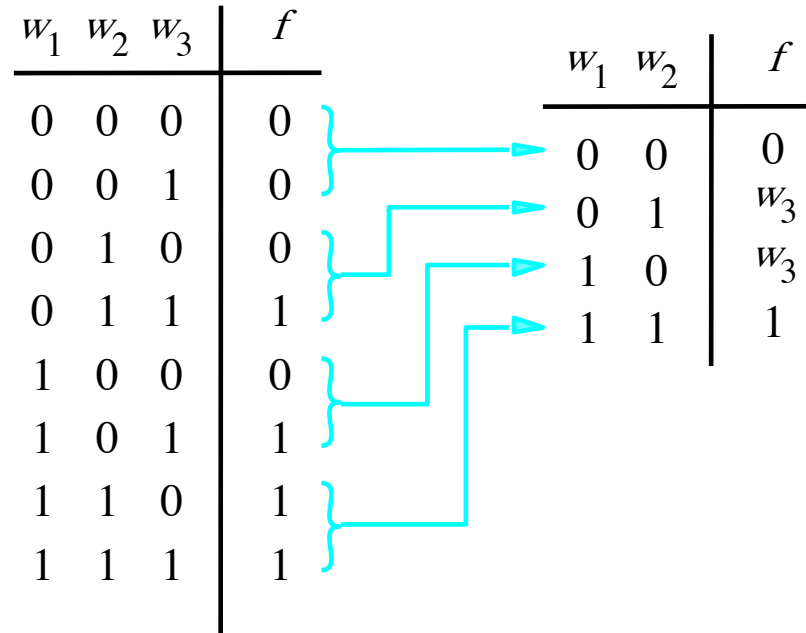 w1 w2 w3 f
0 0 0 0
0 0 1 0
0 1 0 0
0 1 1 1
1 0 0 0
1 0 1 1
1 1 0 1
1 1 1 1
w1 w2 f
0 0 0
0 1 w3
1 0 w3
1 1 1